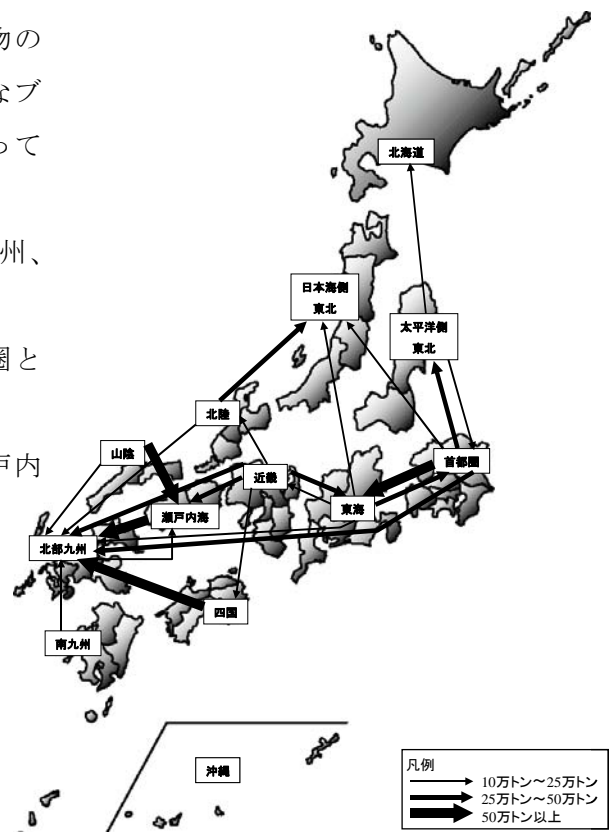 物の
なブ
って
州、
圏と
戸内
北海道
日本海側
東北
太平洋側
東北
北陸
山陰
首都圏
近畿
東海
瀬戸内海
北部九州
四国
南九州
沖縄
凡例
10万トン～25万トン
25万トン～50万トン
50万トン以上